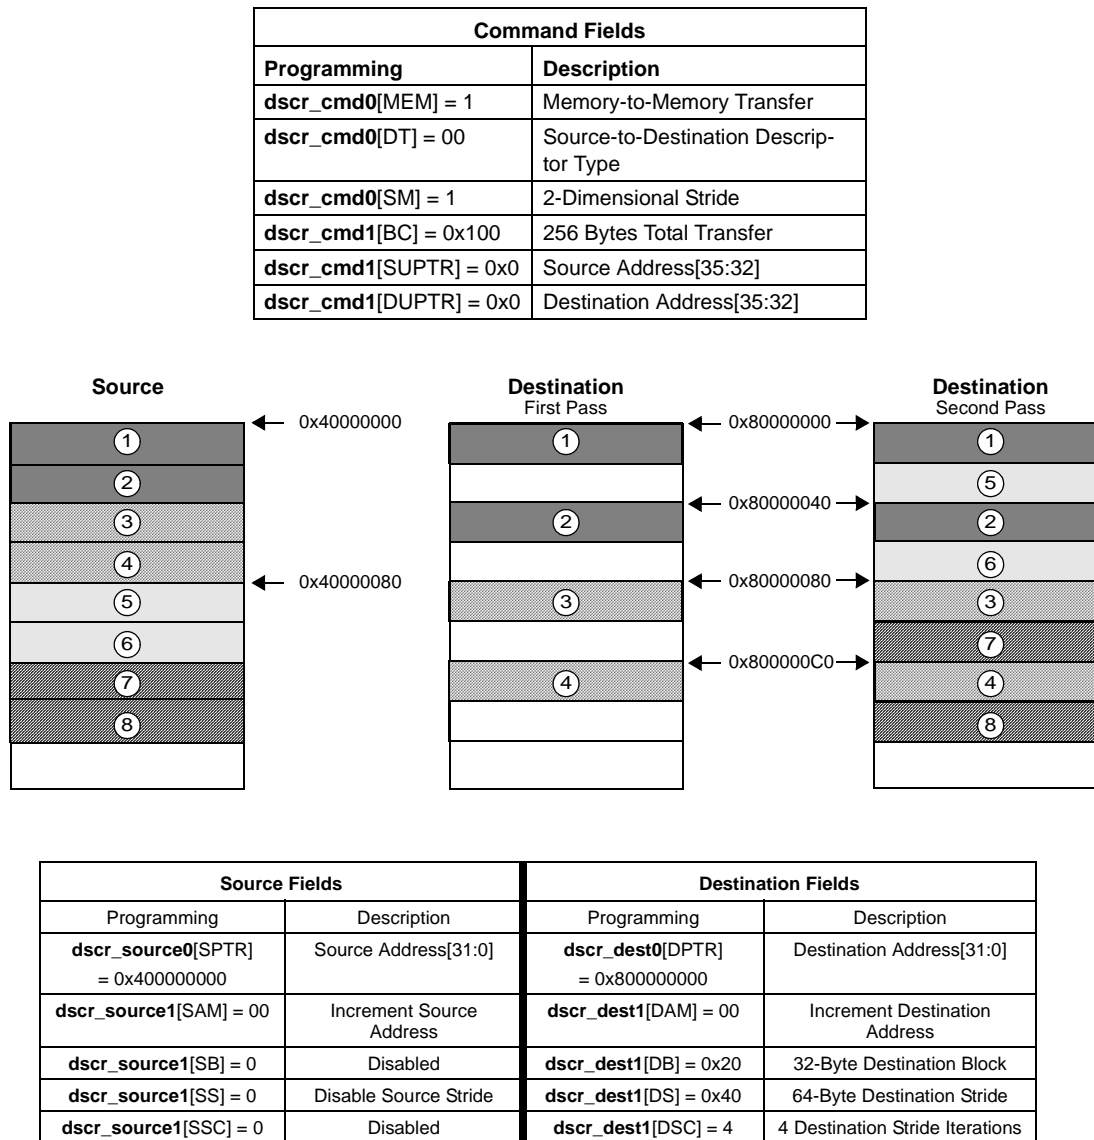 Command Fields
Programming Description
dscr_cmd0[MEM] = 1 Memory-to-Memory Transfer
dscr_cmd0[DT] = 00 Source-to-Destination Descrip-
tor Type
dscr_cmd0[SM] = 1 2-Dimensional Stride
dscr_cmd1[BC] = 0x100 256 Bytes Total Transfer
dscr_cmd1[SUPTR] = 0x0 Source Address[35:32]
dscr_cmd1[DUPTR] = 0x0 Destination Address[35:32]
Source Destination Destination
First Pass Second Pass
0x40000000 0x80000000
1 1 1
2 5
3 2 0x80000040 2
4 6
0x40000080 0x80000080
5 3 3
6 7
0x800000C0
7 4 4
8 8
Source Fields Destination Fields
Programming Description Programming Description
dscr_source0[SPTR] Source Address[31:0] dscr_dest0[DPTR] Destination Address[31:0]
= 0x400000000 = 0x800000000
dscr_source1[SAM] = 00 Increment Source dscr_dest1[DAM] = 00 Increment Destination
Address Address
dscr_source1[SB] = 0 Disabled dscr_dest1[DB] = 0x20 32-Byte Destination Block
dscr_source1[SS] = 0 Disable Source Stride dscr_dest1[DS] = 0x40 64-Byte Destination Stride
dscr_source1[SSC] = 0 Disabled dscr_dest1[DSC] = 4 4 Destination Stride Iterations